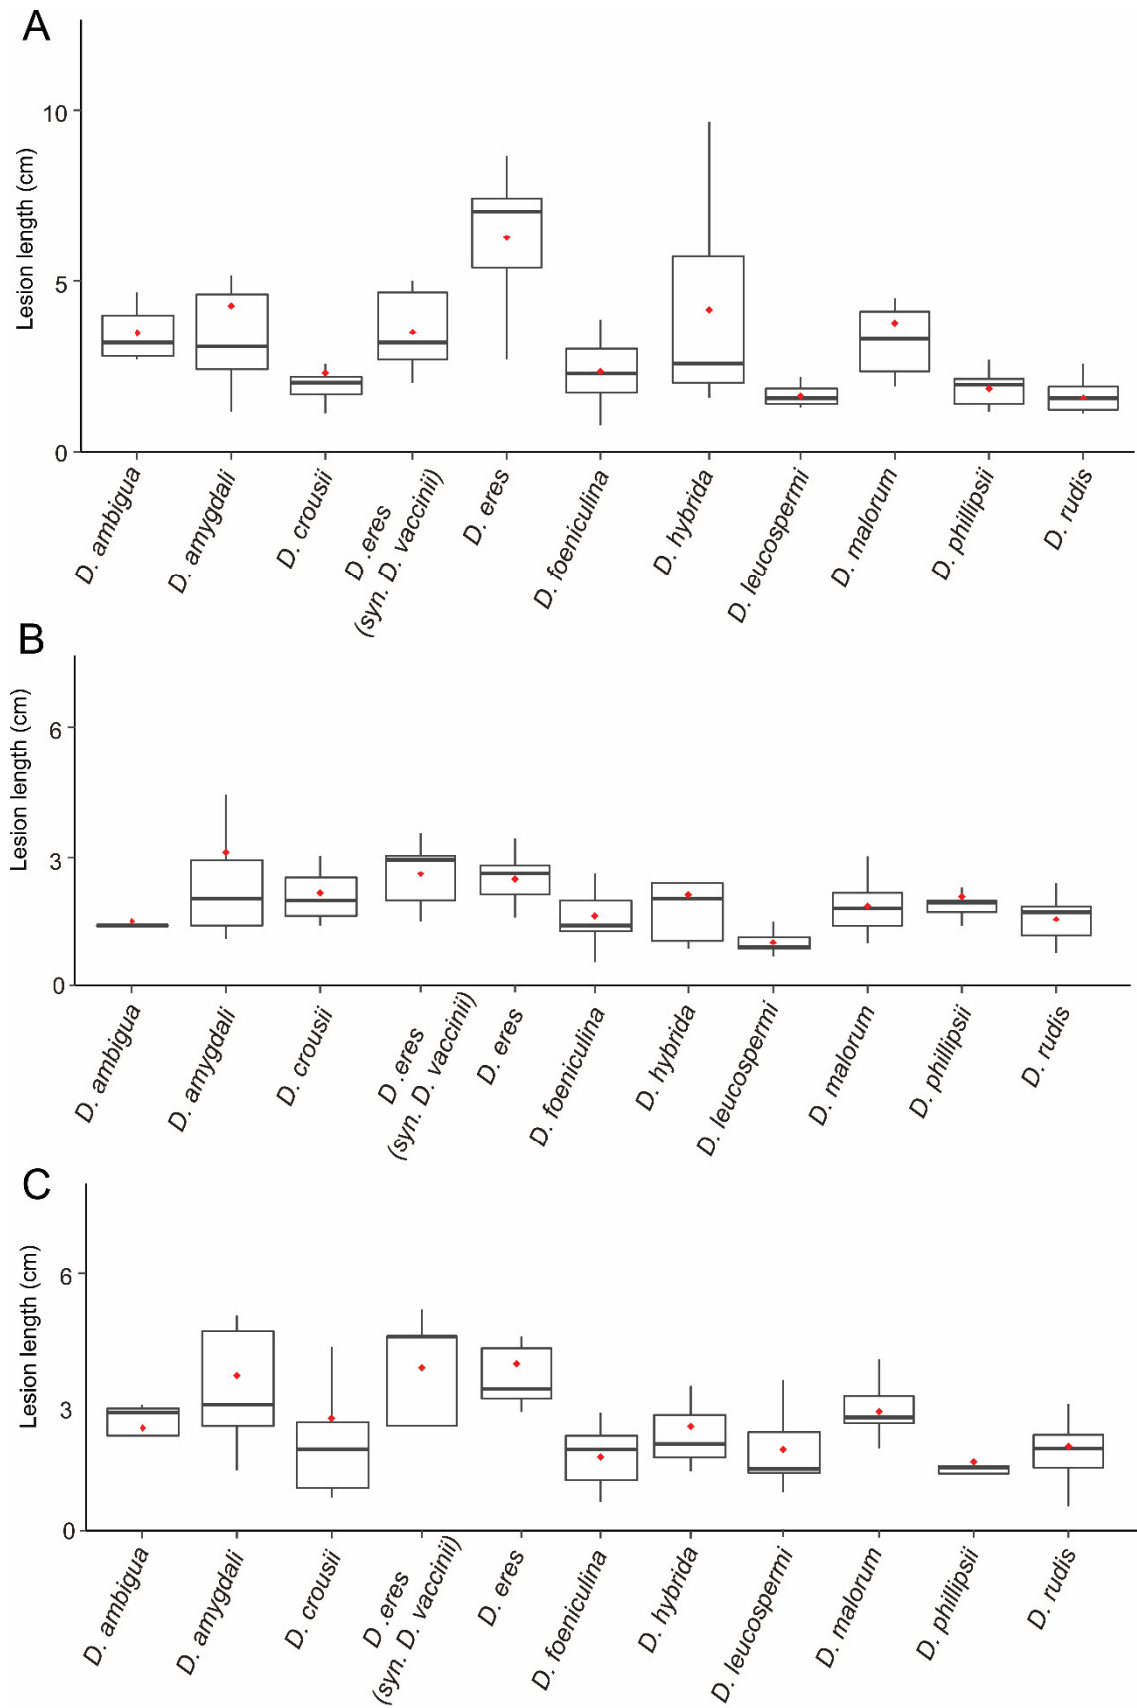 A
Lesion length (cm)
10
5
0
D. ambigua
D. amygdali
D. crousii
D. eres
(syn. D. vaccinii)
D. eres
D. foeniculina
D. hybrida
D. leucospermi
D. malorum
D. phillipsii
D. rudis
B
Lesion length (cm)
6
3
0
D. ambigua
D. amygdali
D. crousii
D .eres
(syn. D. vaccinii)
D. eres
D. foeniculina
D. hybrida
D. leucospermi
D. malorum
D. phillipsii
D. rudis
C
Lesion length (cm)
6
3
0
D. ambigua
D. amygdali
D. crousii
D .eres
(syn. D. vaccinii)
D. eres
D. foeniculina
D. hybrida
D. leucospermi
D. malorum
D. phillipsii
D. rudis